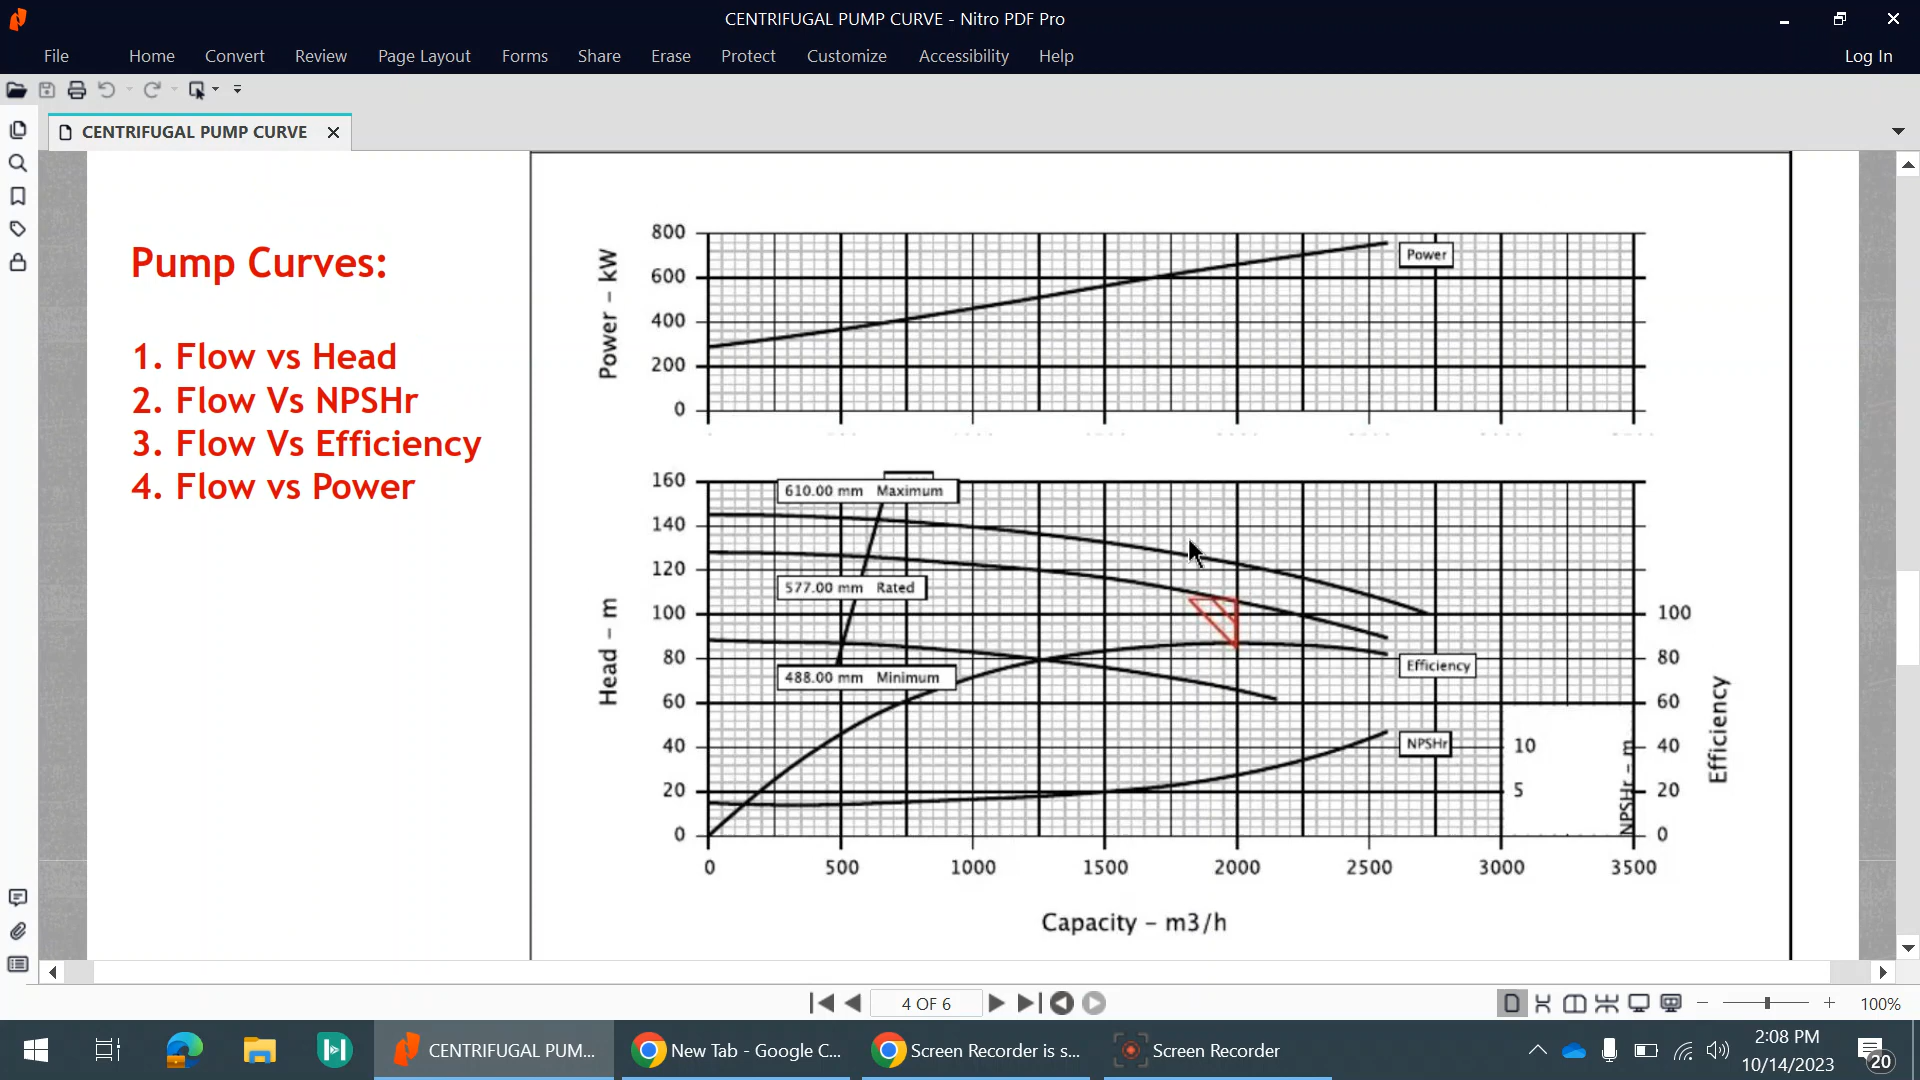 CENTRIFUGAL PUMP CURVE - Nitro PDF Pro
File Home Convert Review Page Layout Forms Share Erase Protect Customize Accessibility Help Log In
CENTRIFUGAL PUMP CURVE
Pump Curves:
1. Flow vs Head
2. Flow Vs NPSHr
3. Flow Vs Efficiency
4. Flow vs Power
Power - kW
800
600
400
200
0
Power
Head - m
160
140
120
100
80
60
40
20
0
610.00 mm Maximum
577.00 mm Rated
488.00 mm Minimum
Efficiency
NPSHr
10
5
NPSHr - m
100
80
60
40
20
0
Efficiency
0 500 1000 1500 2000 2500 3000 3500
Capacity - m3/h
4 OF 6
100%
CENTRIFUGAL PUM...
New Tab - Google C...
Screen Recorder is s...
Screen Recorder
2:08 PM
10/14/2023
20